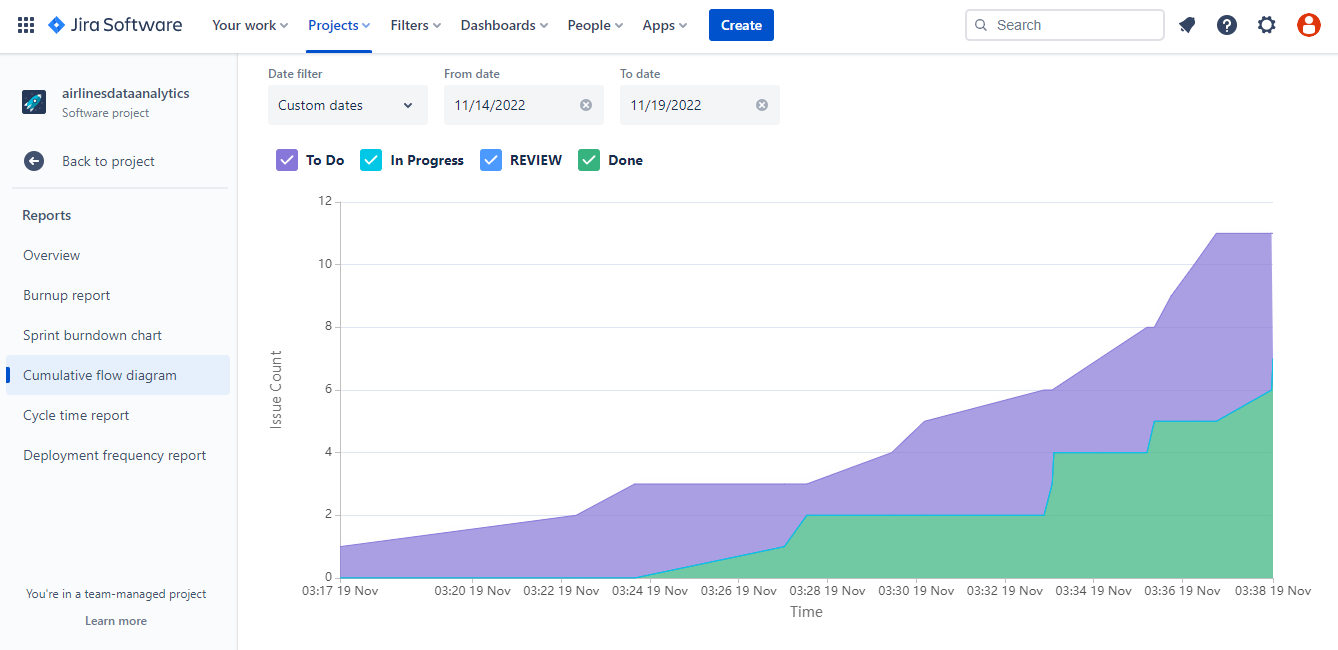 Jira Software Your work Projects Filters Dashboards People Apps Create Search
airlinesdataanalytics
Software project
Back to project
Reports
Overview
Burnup report
Sprint burndown chart
Cumulative flow diagram
Cycle time report
Deployment frequency report
You're in a team-managed project
Learn more
Date filter From date To date
Custom dates 11/14/2022 11/19/2022
To Do In Progress REVIEW Done
12
10
8
6
4
2
0
Issue Count
03:17 19 Nov 03:20 19 Nov 03:22 19 Nov 03:24 19 Nov 03:26 19 Nov 03:28 19 Nov 03:30 19 Nov 03:32 19 Nov 03:34 19 Nov 03:36 19 Nov 03:38 19 Nov
Time